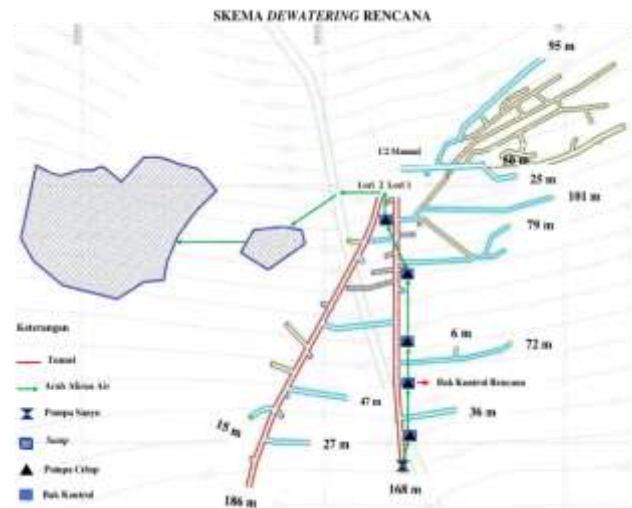 SKEMA DEWATERING RENCANA
95 m
U2 Manual
50 m
25 m
Lori 2 Lori 1
101 m
79 m
6 m
72 m
Bak Kontrol Rencana
47 m
36 m
15 m
27 m
186 m
168 m
Keterangan
Tunnel
Arah Aliran Air
Pompa Sanyo
Sump
Pompa Celup
Bak Kontrol